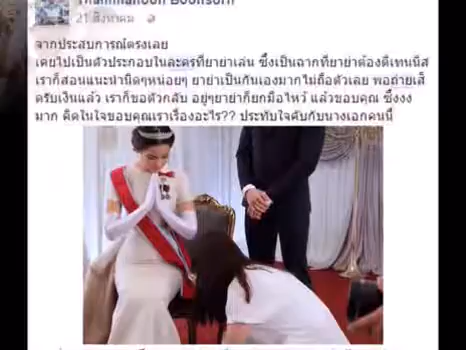 21 สิงหาคม
จากประสบการณ์ตรงเลย
เคยไปเป็นตัวประกอบในละครที่ยาย่าเล่น ซึ่งเป็นฉากที่ยาย่าต้องตีเทนนิส
เราก็สอนแนะนำนิดๆหน่อยๆ ยาย่าเป็นกันเองมากไม่ถือตัวเลย พอถ่ายเส็
ดรับเงินแล้ว เราก็ขอตัวกลับ อยู่ๆยาย่าก็ยกมือไหว้ แล้วขอบคุณ ซึ้งงง
มาก คิดในใจขอบคุณเราเรื่องอะไร?? ประทับใจคับกับนางเอกคนนี้